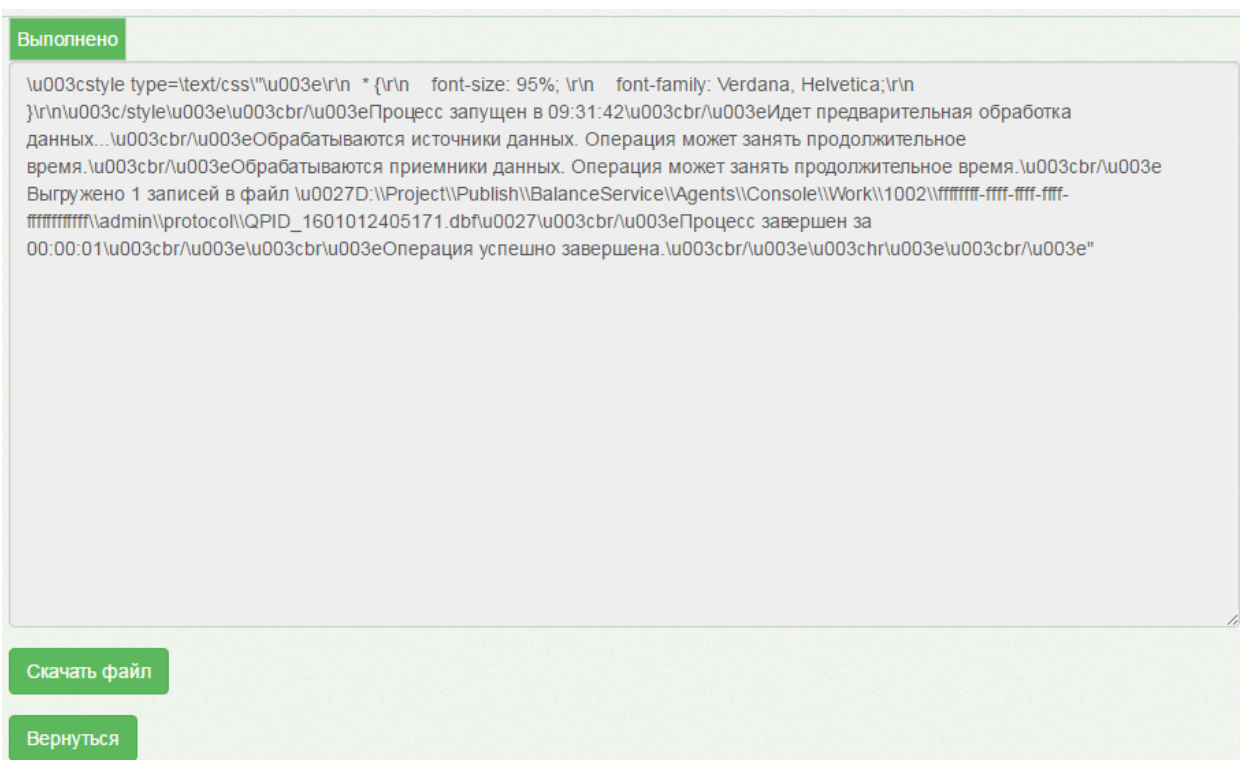 Выполнено
\u003cstyle type=\text/css\"\u003e\r\n * {\r\n font-size: 95%; \r\n font-family: Verdana, Helvetica;\r\n
}\r\n\u003c/style\u003e\u003cbr/\u003eПроцесс запущен в 09:31:42\u003cbr/\u003eИдет предварительная обработка
данных...\u003cbr/\u003eОбрабатываются источники данных. Операция может занять продолжительное
время.\u003cbr/\u003eОбрабатываются приемники данных. Операция может занять продолжительное время.\u003cbr/\u003e
Выгружено 1 записей в файл \u0027D:\\Project\\Publish\\BalanceService\\Agents\\Console\\Work\\1002\\ffffffff-ffff-ffff-ffff-
ffffffffffff\\admin\\protocol\\QPID_1601012405171.dbf\u0027\u003cbr/\u003eПроцесс завершен за
00:00:01\u003cbr/\u003e\u003cbr\u003eОперация успешно завершена.\u003cbr/\u003e\u003chr\u003e\u003cbr/\u003e"
Скачать файл
Вернуться